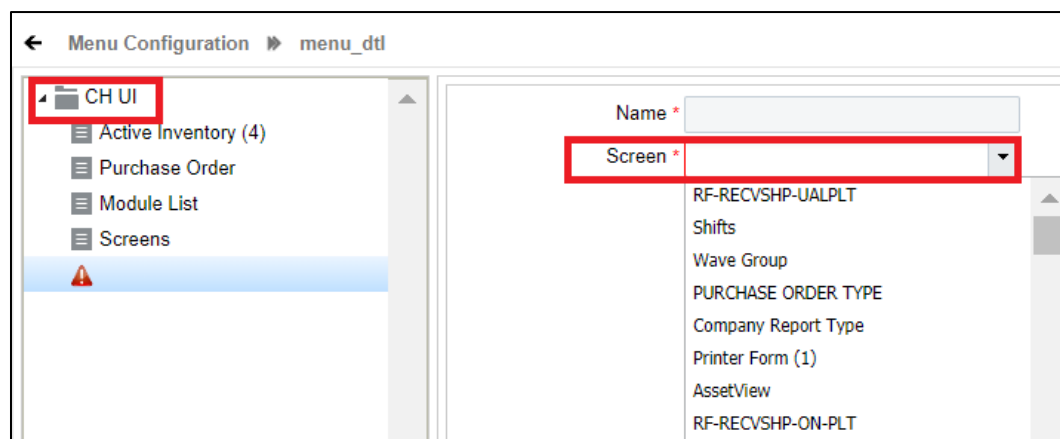 Menu Configuration menu_dtl
CH UI
Active Inventory (4)
Purchase Order
Module List
Screens
Name *
Screen *
RF-RECVSHP-UALPLT
Shifts
Wave Group
PURCHASE ORDER TYPE
Company Report Type
Printer Form (1)
AssetView
RF-RECVSHP-ON-PLT